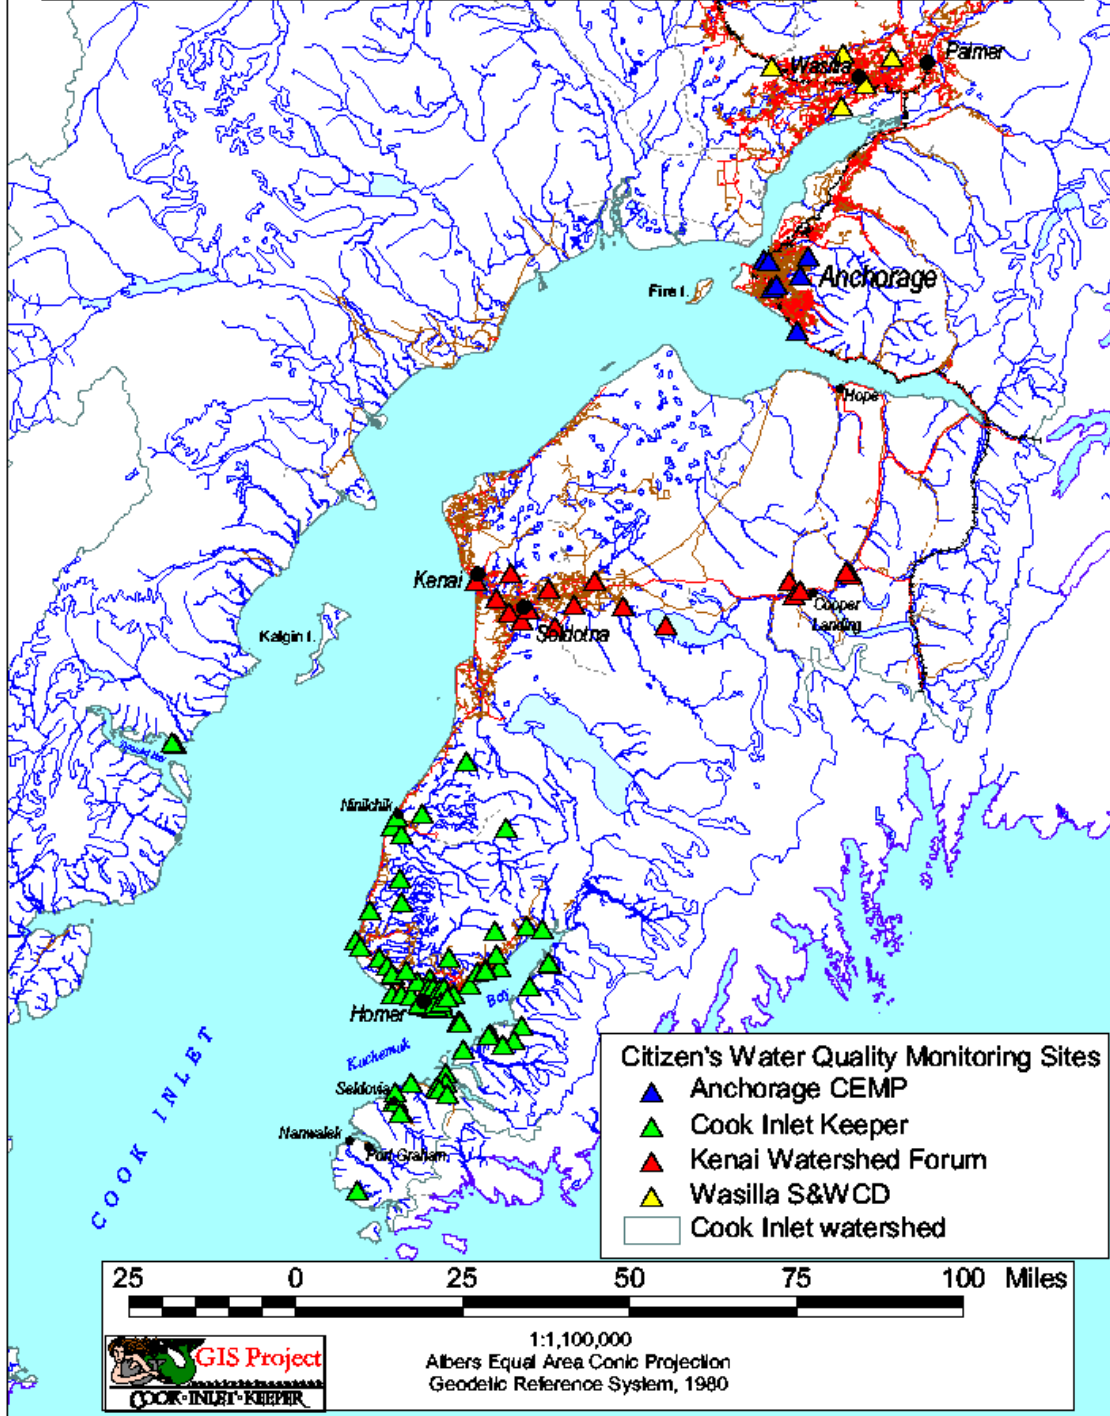 Palmer
Wasilla
Anchorage
Fire I.
Hope
Kenai
Cooper
Landing
Soldotna
Kalgin I.
Ninilchik
Homer
Bay
Kachemak
Seldovia
Nanwalek
Port Graham
COOK INLET
Citizen's Water Quality Monitoring Sites
Anchorage CEMP
Cook Inlet Keeper
Kenai Watershed Forum
Wasilla S&WCD
Cook Inlet watershed
25 0 25 50 75 100 Miles
1:1,100,000
Albers Equal Area Conic Projection
Geodetic Reference System, 1980
GIS Project
COOK•INLET•KEEPER